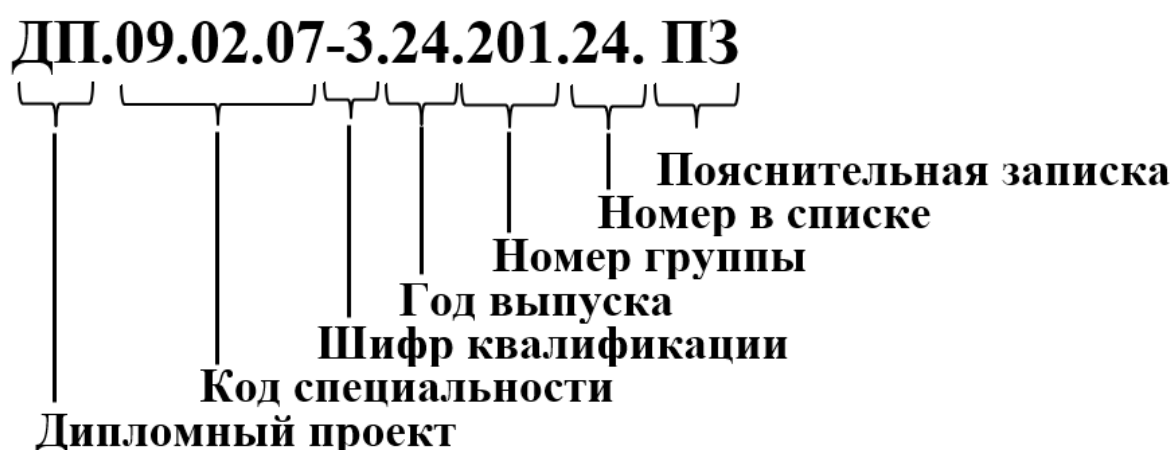 ДП.09.02.07-3.24.201.24. ПЗ
Пояснительная записка
Номер в списке
Номер группы
Год выпуска
Шифр квалификации
Код специальности
Дипломный проект